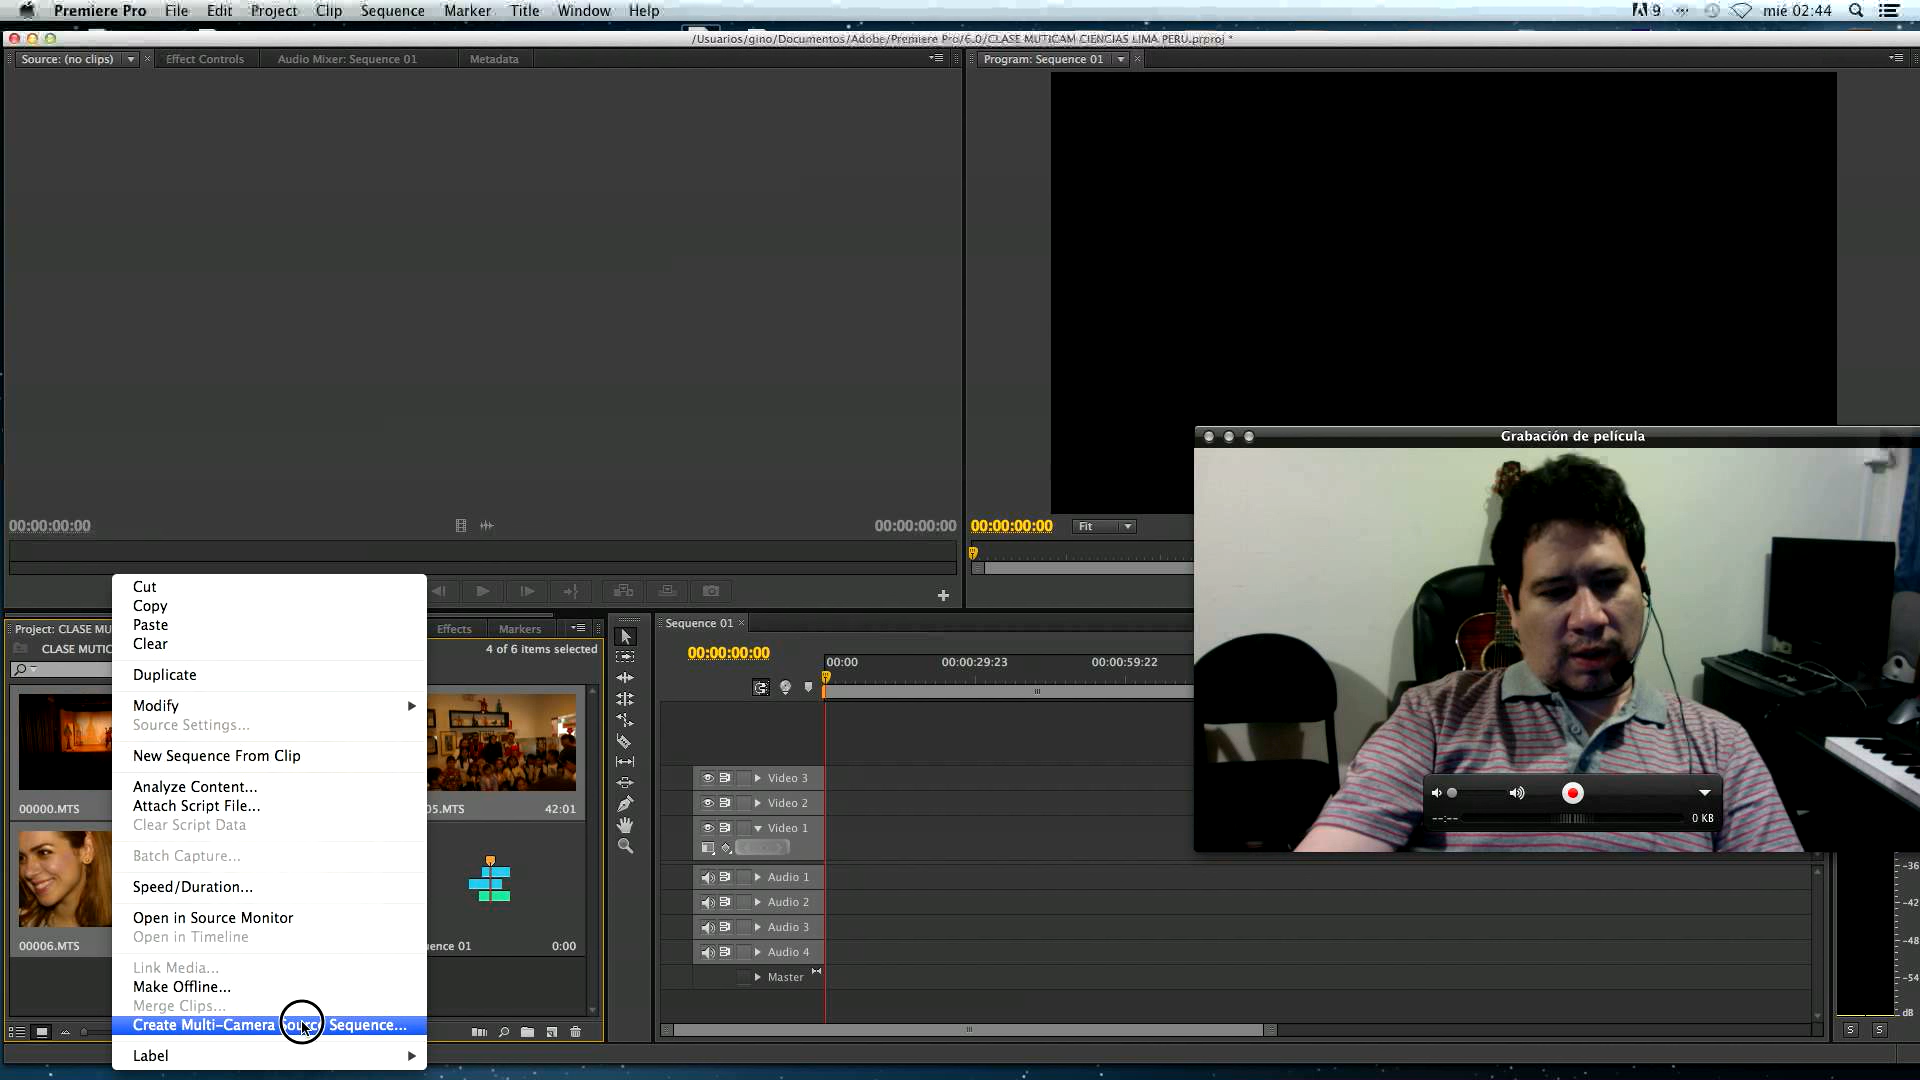 Premiere Pro File Edit Project Clip Sequence Marker Title Window Help
9 mié 02:44
/Usuarios/gino/Documentos/Adobe/Premiere Pro/6.0/CLASE MUTICAM CIENCIAS LIMA PERU.prproj *
Source: (no clips) Effect Controls Audio Mixer: Sequence 01 Metadata
Program: Sequence 01
00:00:00:00 00:00:00:00
00:00:00:00 Fit
Grabación de película
--:-- 0 KB
Cut
Copy
Paste
Clear
Duplicate
Modify
Source Settings...
New Sequence From Clip
Analyze Content...
Attach Script File...
Clear Script Data
Batch Capture...
Speed/Duration...
Open in Source Monitor
Open in Timeline
Link Media...
Make Offline...
Merge Clips...
Create Multi-Camera Source Sequence...
Label
Project: CLASE MU Effects Markers
CLASE MUTIC 4 of 6 items selected
00000.MTS 05.MTS 42:01
00006.MTS ence 01 0:00
Sequence 01
00:00:00:00
00:00 00:00:29:23 00:00:59:22
Video 3
Video 2
Video 1
Audio 1
Audio 2
Audio 3
Audio 4
Master
-36
-42
-48
-54
dB
S S